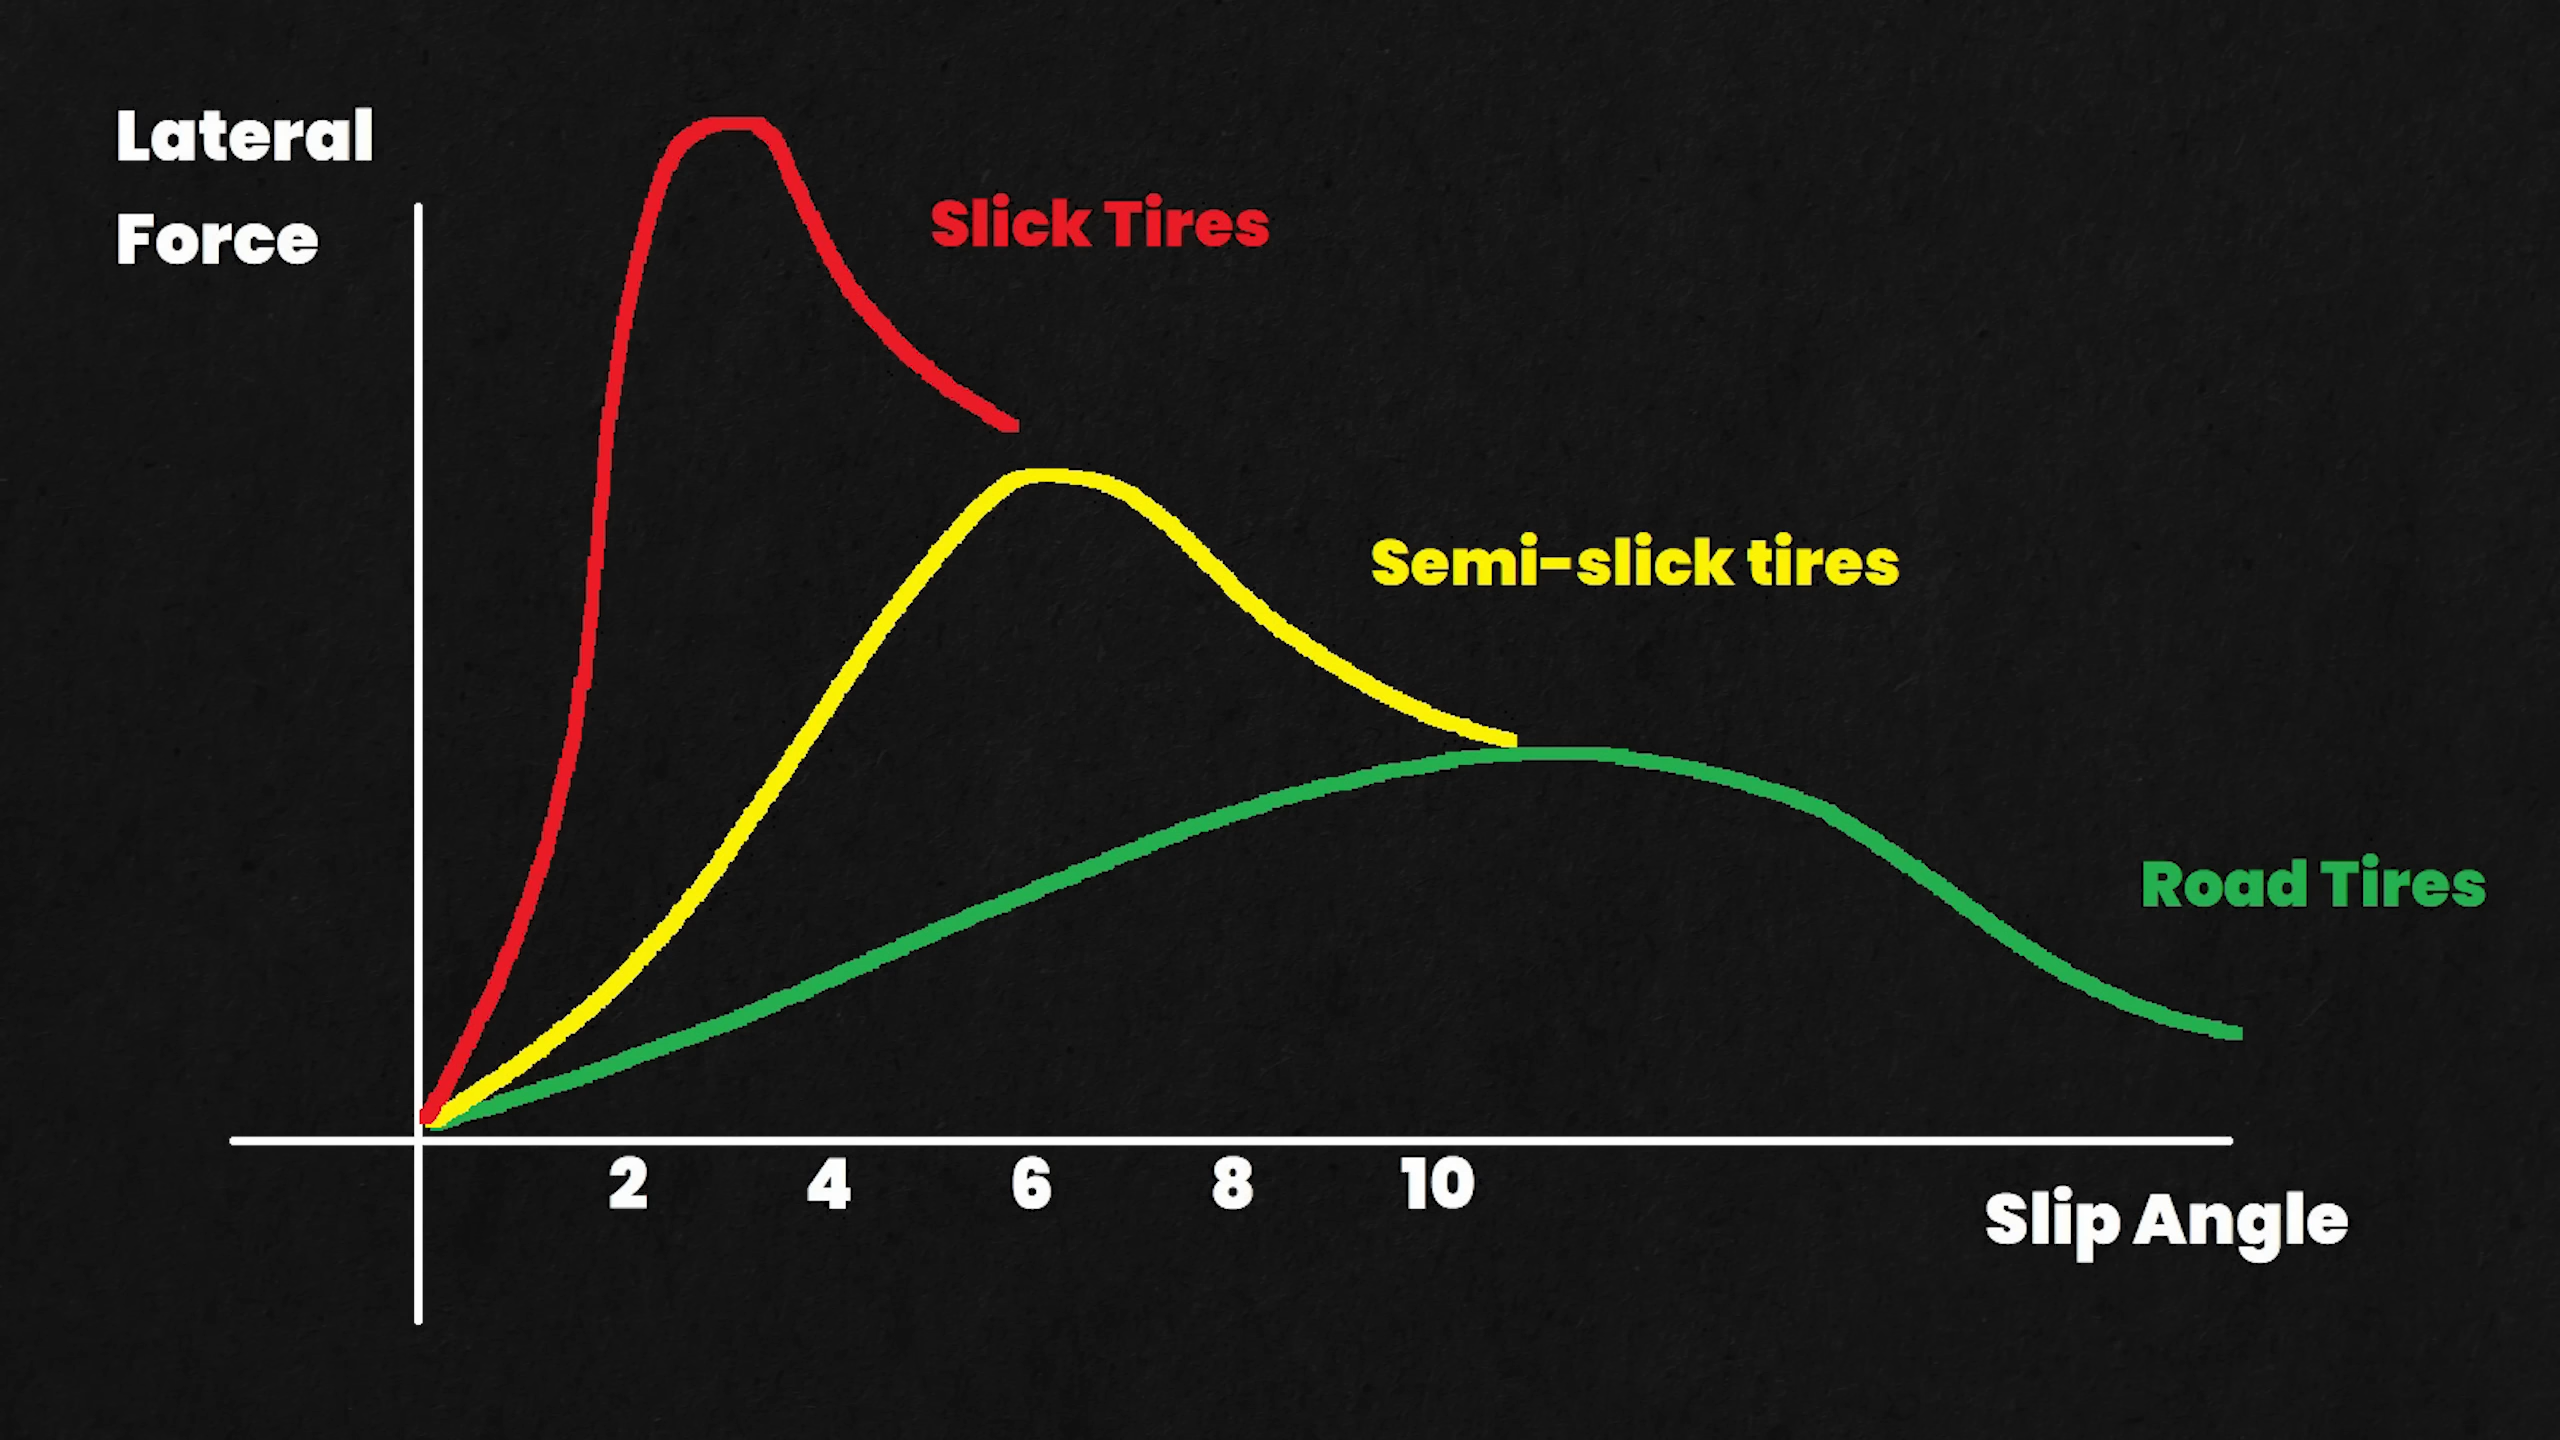 Lateral
Force
Slick Tires
Semi-slick tires
Road Tires
2 4 6 8 10
Slip Angle